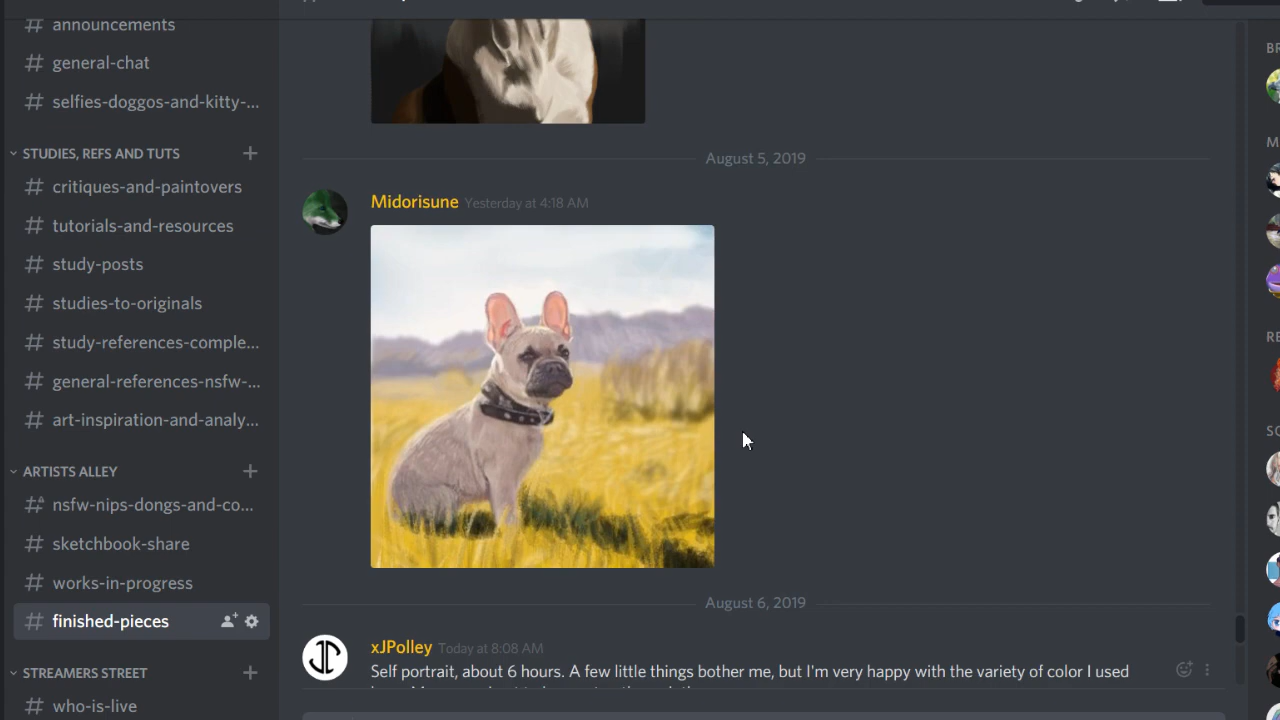 announcements
general-chat
selfies-doggos-and-kitty-...
STUDIES, REFS AND TUTS
critiques-and-paintovers
tutorials-and-resources
study-posts
studies-to-originals
study-references-comple...
general-references-nsfw-...
art-inspiration-and-analy...
ARTISTS ALLEY
nsfw-nips-dongs-and-co...
sketchbook-share
works-in-progress
finished-pieces
STREAMERS STREET
who-is-live
August 5, 2019
Midorisune Yesterday at 4:18 AM
August 6, 2019
xJPolley Today at 8:08 AM
Self portrait, about 6 hours. A few little things bother me, but I'm very happy with the variety of color I used
BR
M
RE
SC